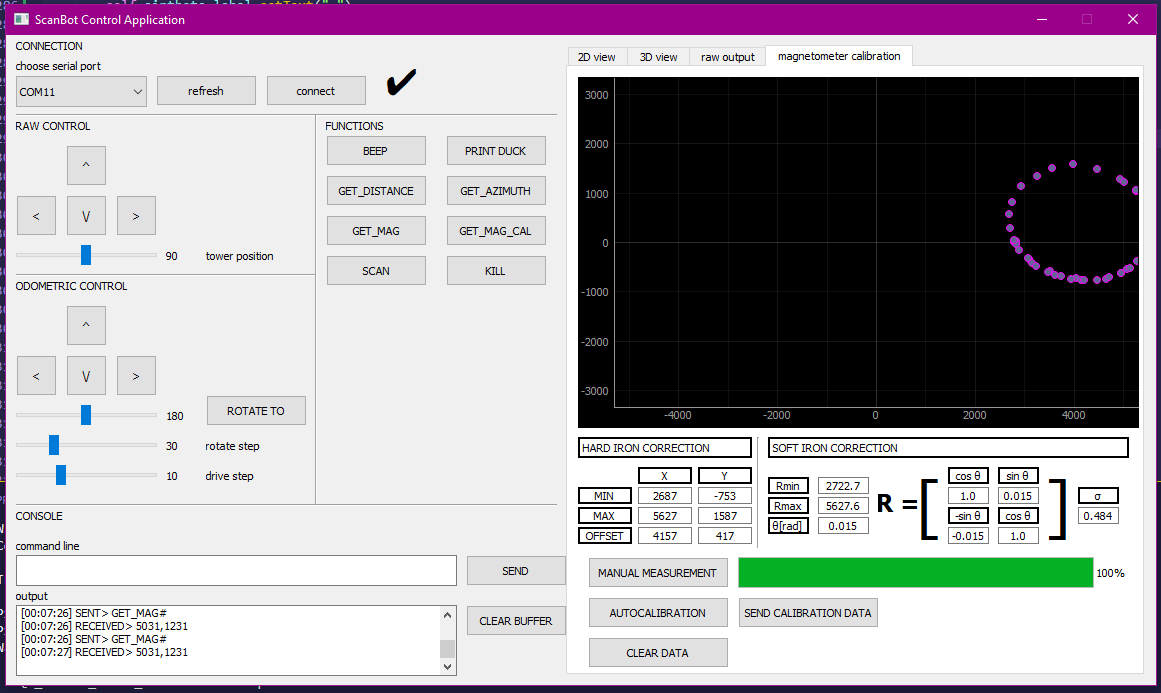 self.sinthets_label.setText("-")
ScanBot Control Application
CONNECTION
choose serial port
COM11
refresh
connect
RAW CONTROL
^
<
V
>
90
tower position
FUNCTIONS
BEEP
PRINT DUCK
GET_DISTANCE
GET_AZIMUTH
GET_MAG
GET_MAG_CAL
SCAN
KILL
ODOMETRIC CONTROL
^
<
V
>
180
ROTATE TO
30
rotate step
10
drive step
CONSOLE
command line
SEND
output
[00:07:26] SENT> GET_MAG#
[00:07:26] RECEIVED> 5031,1231
[00:07:26] SENT> GET_MAG#
[00:07:27] RECEIVED> 5031,1231
CLEAR BUFFER
2D view
3D view
raw output
magnetometer calibration
3000
2000
1000
0
-1000
-2000
-3000
-4000
-2000
0
2000
4000
HARD IRON CORRECTION
X
Y
MIN
2687
-753
MAX
5627
1587
OFFSET
4157
417
SOFT IRON CORRECTION
Rmin
2722.7
Rmax
5627.6
θ[rad]
0.015
R =
cos θ
sin θ
1.0
0.015
-sin θ
cos θ
-0.015
1.0
σ
0.484
MANUAL MEASUREMENT
100%
AUTOCALIBRATION
SEND CALIBRATION DATA
CLEAR DATA